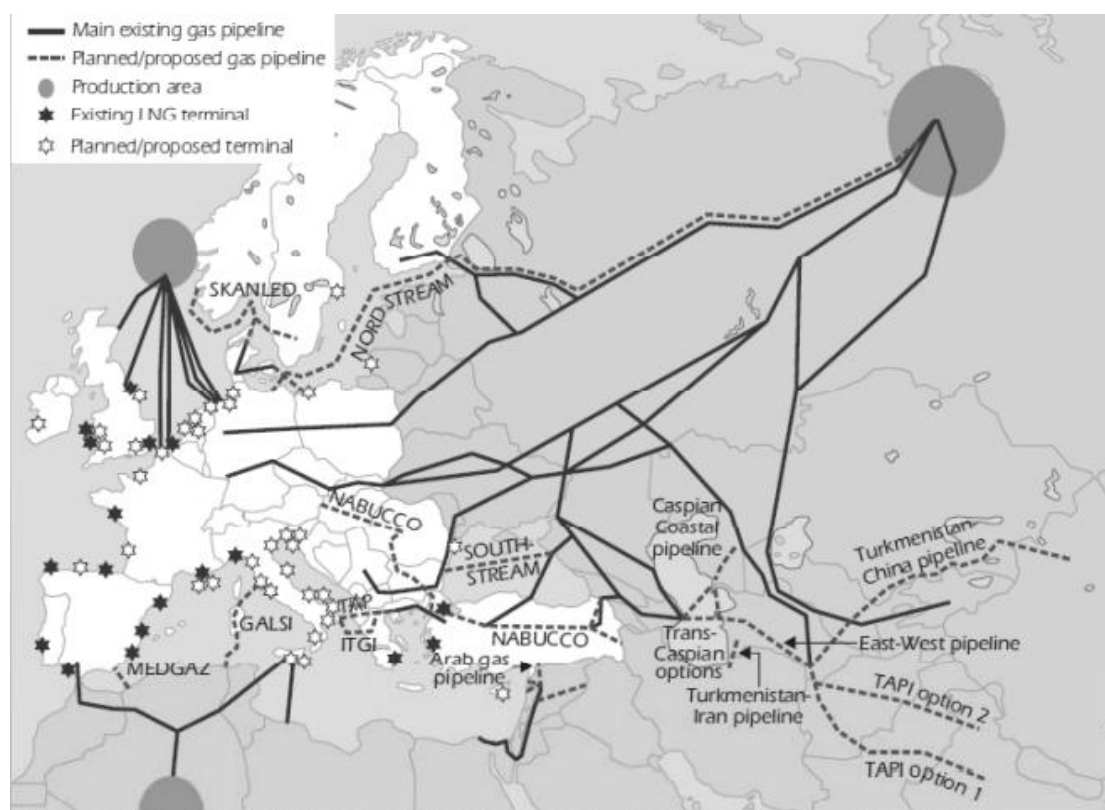 Main existing gas pipeline
Planned/proposed gas pipeline
Production area
Existing LNG terminal
Planned/proposed terminal
SKANLED
NORD STREAM
NABUCCO
SOUTH
STREAM
Caspian
Coastal
pipeline
Turkmenistan-
China pipeline
GALSI
ITGI
MEDGAZ
NABUCCO
Arab gas
pipeline
Trans-
Caspian
options
East-West pipeline
Turkmenistan-
Iran pipeline
TAPI option 2
TAPI option 1